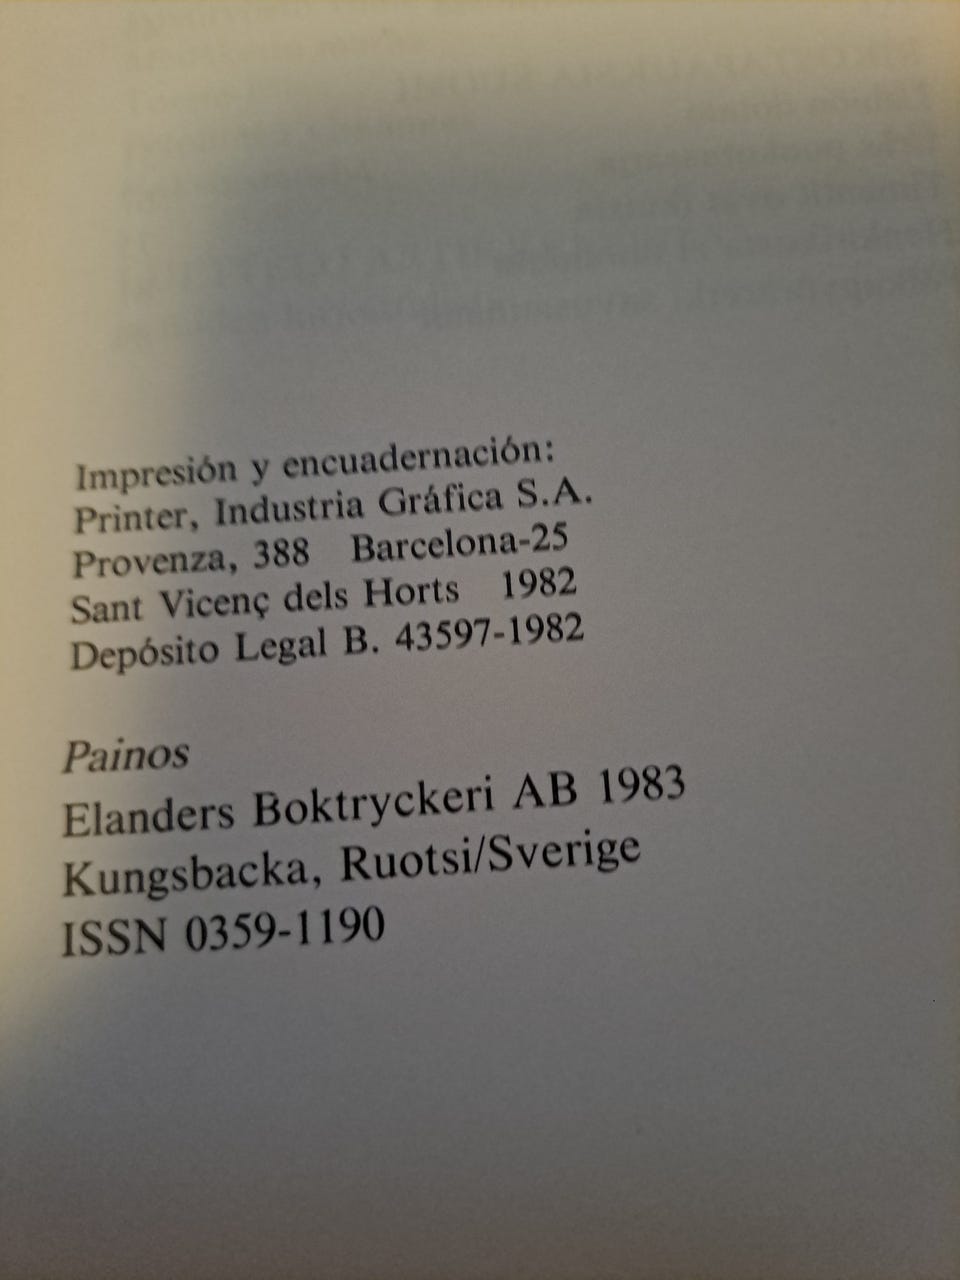 Impresión y encuadernación:
Printer, Industria Gráfica S.A.
Provenza, 388 Barcelona-25
Sant Vicenç dels Horts 1982
Depósito Legal B. 43597-1982
Painos
Elanders Boktryckeri AB 1983
Kungsbacka, Ruotsi/Sverige
ISSN 0359-1190